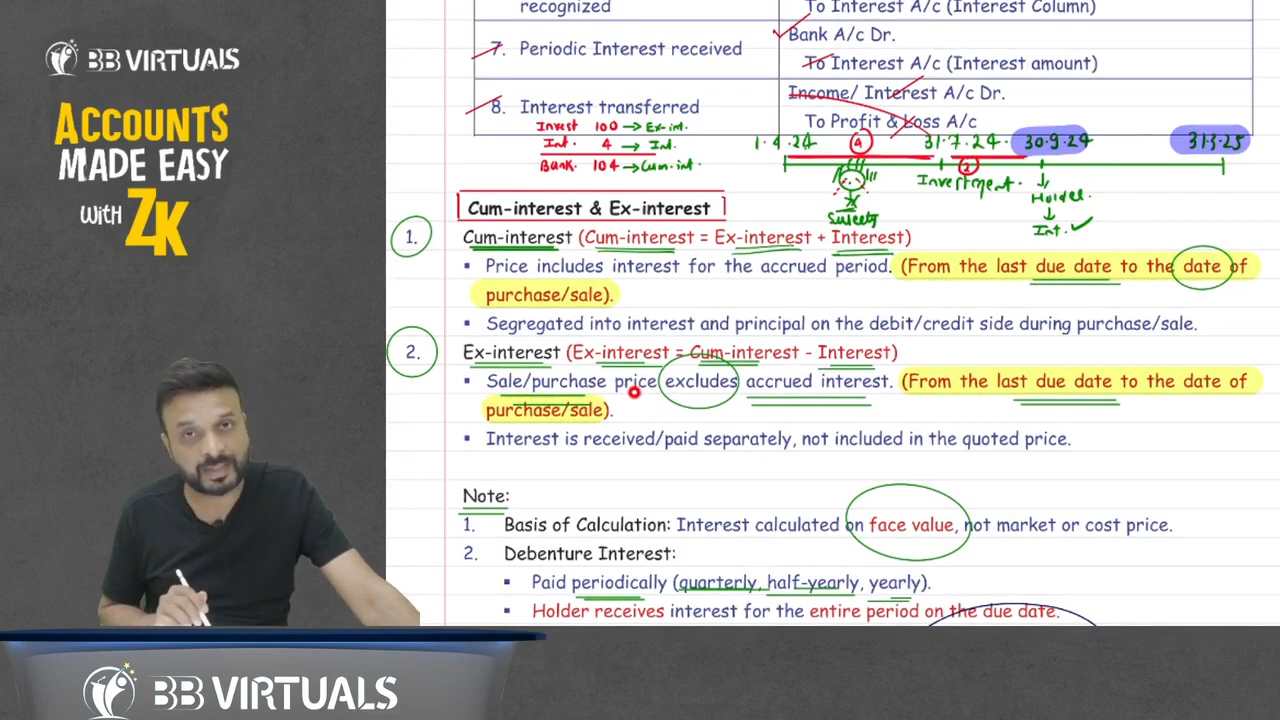 BB VIRTUALS
ACCOUNTS
MADE EASY
with ZK
recognized
To Interest A/c (Interest Column)
7. Periodic Interest received
Bank A/c Dr.
To Interest A/c (Interest amount)
8. Interest transferred
Income/ Interest A/c Dr.
To Profit & Loss A/c
Invest 100 → Ex-int.
Int. 4 → Int.
Bank 104 → Cum-int.
1.4.24 4 31.7.24. 30.9.24 31.3.25
2
Investment.
Holder
Int. ✓
Cum-interest & Ex-interest
1. Cum-interest (Cum-interest = Ex-interest + Interest)
▪ Price includes interest for the accrued period. (From the last due date to the date of
purchase/sale).
▪ Segregated into interest and principal on the debit/credit side during purchase/sale.
2. Ex-interest (Ex-interest = Cum-interest - Interest)
▪ Sale/purchase price excludes accrued interest. (From the last due date to the date of
purchase/sale).
▪ Interest is received/paid separately, not included in the quoted price.
Note:
1. Basis of Calculation: Interest calculated on face value, not market or cost price.
2. Debenture Interest:
▪ Paid periodically (quarterly, half-yearly, yearly).
▪ Holder receives interest for the entire period on the due date.
BB VIRTUALS